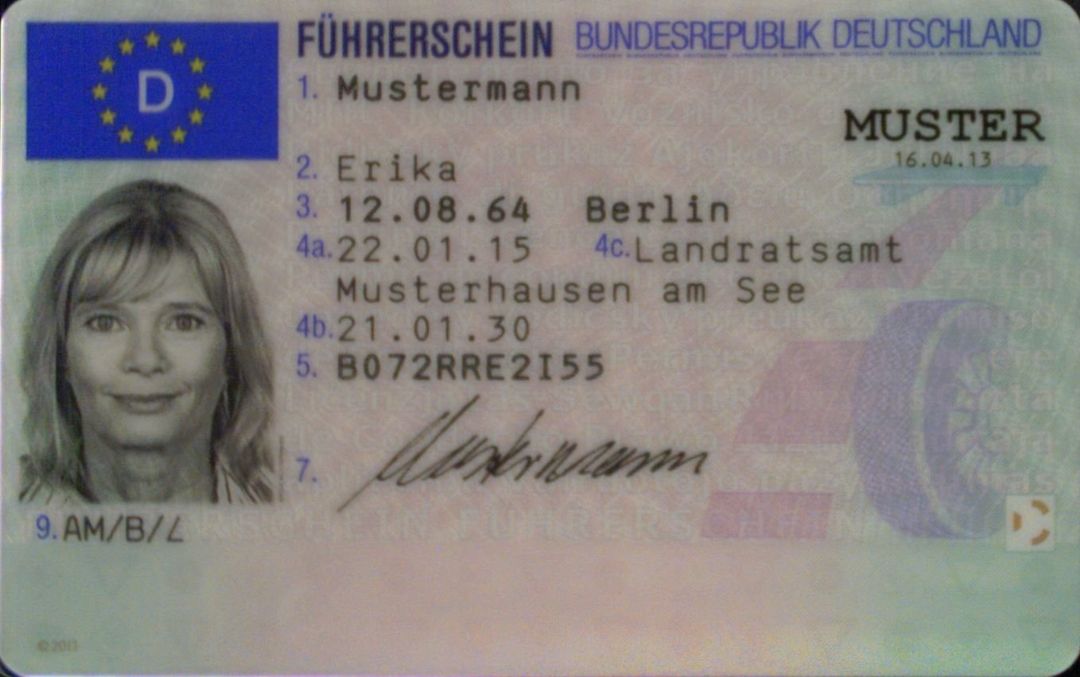 D
FÜHRERSCHEIN BUNDESREPUBLIK DEUTSCHLAND
1. Mustermann
MUSTER
16.04.13
2. Erika
3. 12.08.64 Berlin
4a. 22.01.15 4c. Landratsamt
Musterhausen am See
4b. 21.01.30
5. B072RRE2I55
7. Mustermann
9. AM/B/L
©2013